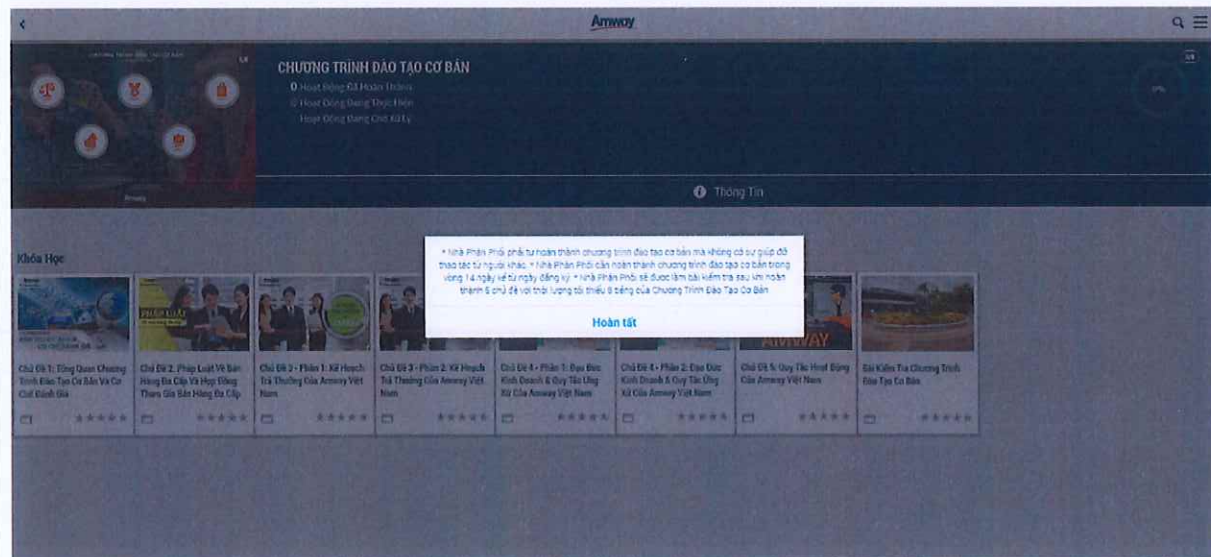 Amway
CHƯƠNG TRÌNH ĐÀO TẠO CƠ BẢN
0 Hoạt Động Đã Hoàn Thành
0 Hoạt Động Đang Thực Hiện
Hoạt Động Đang Chờ Xử Lý
0%
Amway
Thông Tin
* Nhà Phân Phối phải tự hoàn thành chương trình đào tạo cơ bản mà không có sự giúp đỡ
thao tác từ người khác. * Nhà Phân Phối cần hoàn thành chương trình đào tạo cơ bản trong
vòng 14 ngày kể từ ngày đăng ký. * Nhà Phân Phối sẽ được làm bài kiểm tra sau khi hoàn
thành 5 chủ đề với thời lượng tối thiểu 8 tiếng của Chương Trình Đào Tạo Cơ Bản
Hoàn tất
Khóa Học
PHÁP LUẬT
AMWAY
Chủ Đề 1: Tổng Quan Chương
Trình Đào Tạo Cơ Bản Và Cơ
Chế Đánh Giá
Chủ Đề 2: Pháp Luật Về Bán
Hàng Đa Cấp Và Hợp Đồng
Tham Gia Bán Hàng Đa Cấp
Chủ Đề 3 - Phần 1: Kế Hoạch
Trả Thưởng Của Amway Việt
Nam
Chủ Đề 3 - Phần 2: Kế Hoạch
Trả Thưởng Của Amway Việt
Nam
Chủ Đề 4 - Phần 1: Đạo Đức
Kinh Doanh & Quy Tắc Ứng
Xử Của Amway Việt Nam
Chủ Đề 4 - Phần 2: Đạo Đức
Kinh Doanh & Quy Tắc Ứng
Xử Của Amway Việt Nam
Chủ Đề 5: Quy Tắc Hoạt Động
Của Amway Việt Nam
Bài Kiểm Tra Chương Trình
Đào Tạo Cơ Bản